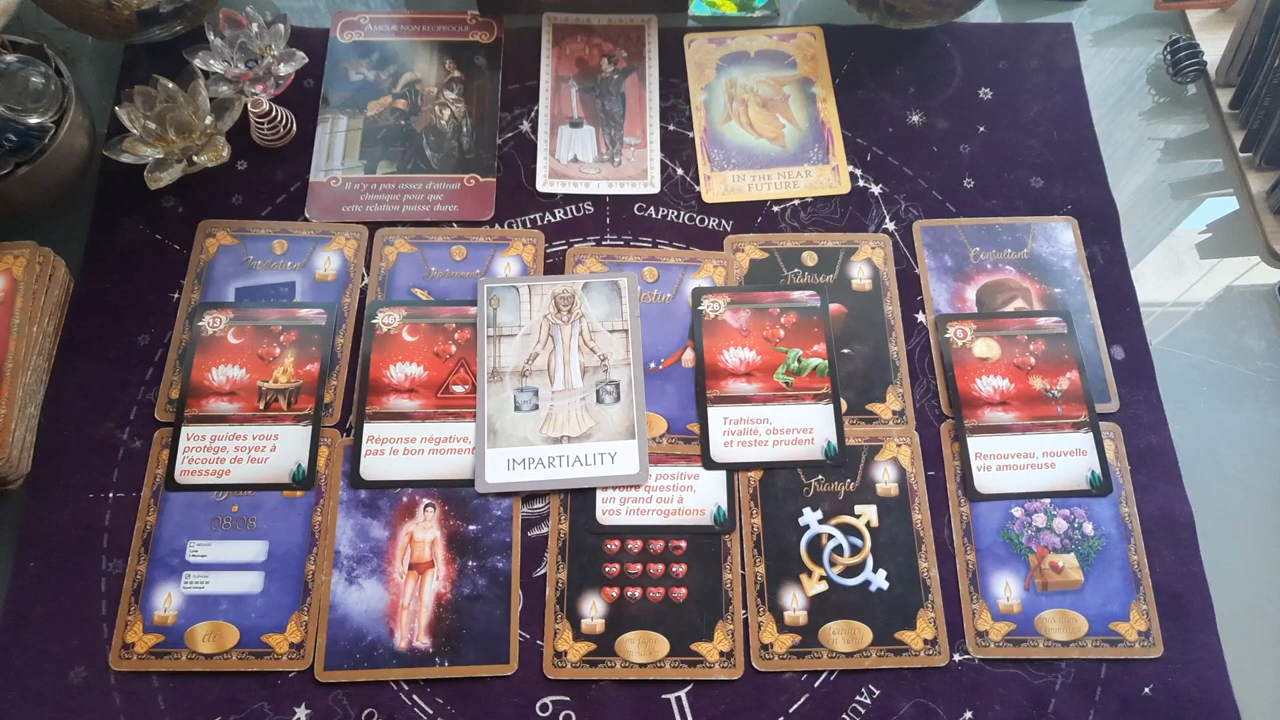 AMOUR NON RÉCIPROQUE
Il n'y a pas assez d'attrait
chimique pour que
cette relation puisse durer.
I
IN THE NEAR
FUTURE
SAGITTARIUS
CAPRICORN
Invitation
Trahison
Consultant
13
Vos guides vous
protège, soyez à
l'écoute de leur
message
46
Réponse négative,
pas le bon moment
IMPARTIALITY
26
Trahison,
rivalité, observez
et restez prudent
6
Renouveau, nouvelle
vie amoureuse
positive
à votre question,
un grand oui à
vos interrogations
08:08
Triangle
été
TAU